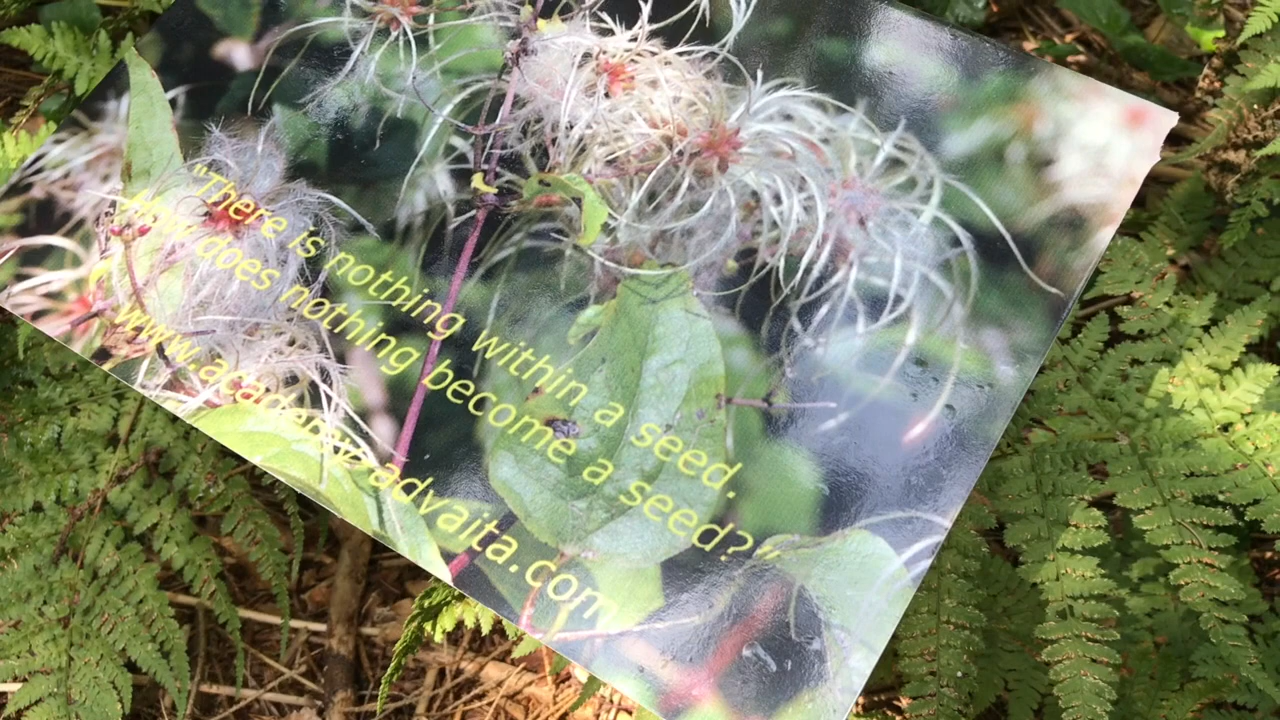 "There is nothing within a seed.
How does nothing become a seed?"
www.academyadvaita.com